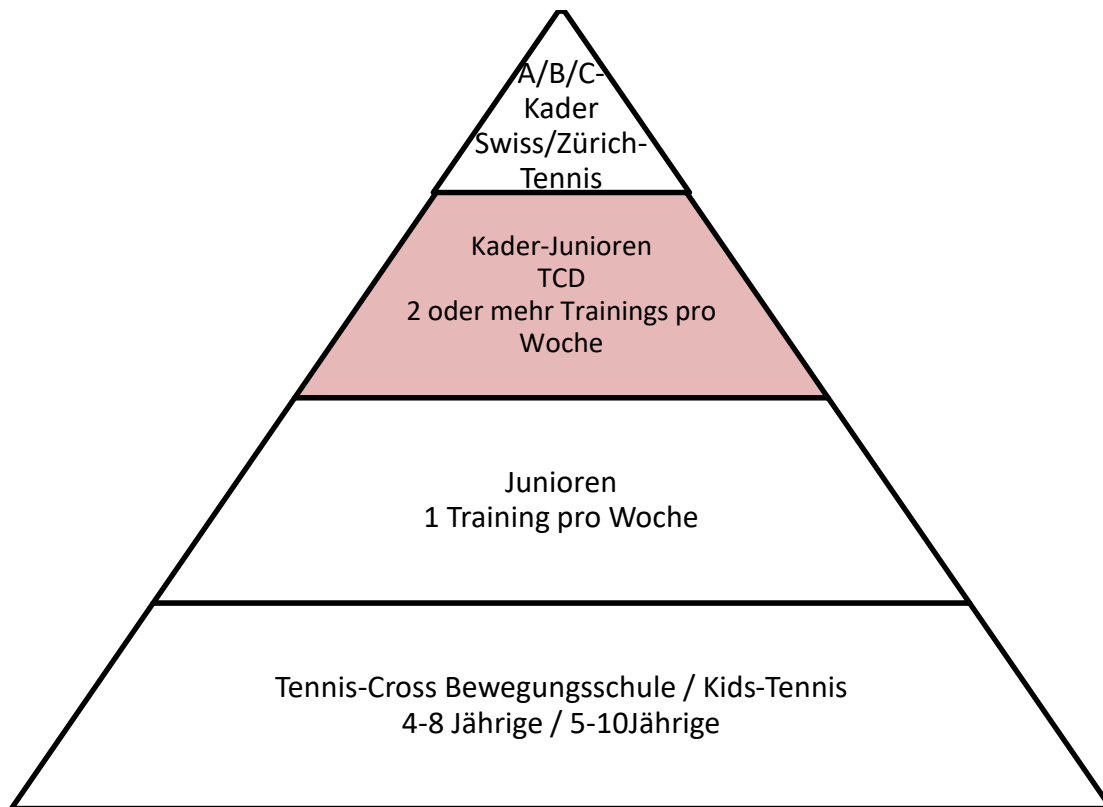 A/B/C-
Kader
Swiss/Zürich-
Tennis
Kader-Junioren
TCD
2 oder mehr Trainings pro
Woche
Junioren
1 Training pro Woche
Tennis-Cross Bewegungsschule / Kids-Tennis
4-8 Jährige / 5-10Jährige